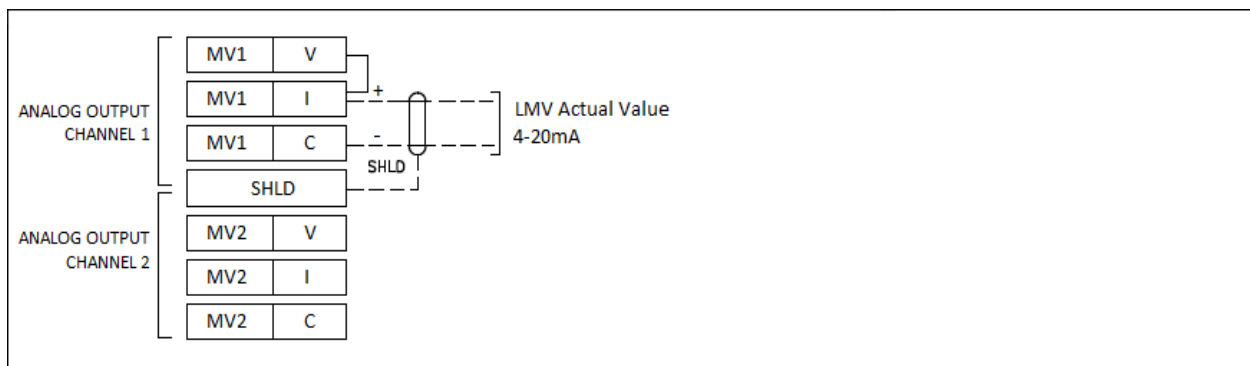 ANALOG OUTPUT
CHANNEL 1
MV1 V
MV1 I
MV1 C
SHLD
+
-
SHLD
LMV Actual Value
4-20mA
ANALOG OUTPUT
CHANNEL 2
MV2 V
MV2 I
MV2 C